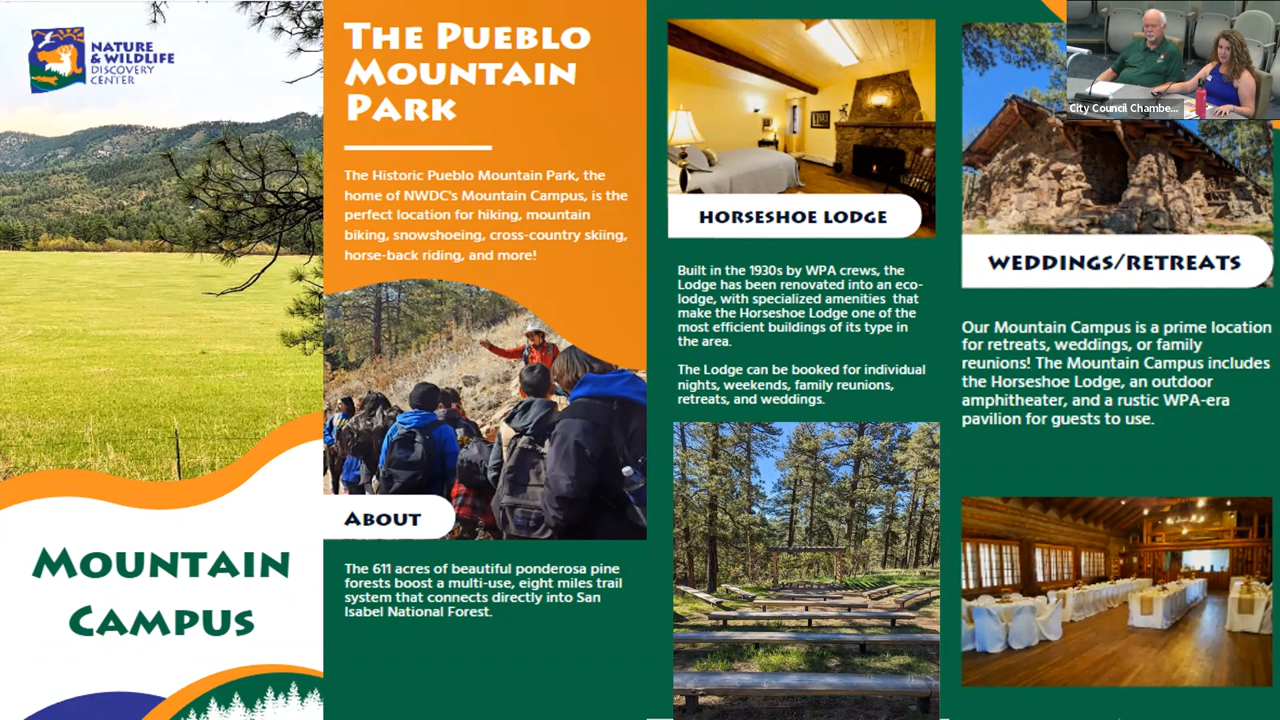 NATURE
& WILDLIFE
DISCOVERY
CENTER
MOUNTAIN
CAMPUS
THE PUEBLO
MOUNTAIN
PARK
The Historic Pueblo Mountain Park, the
home of NWDC's Mountain Campus, is the
perfect location for hiking, mountain
biking, snowshoeing, cross-country skiing,
horse-back riding, and more!
ABOUT
The 611 acres of beautiful ponderosa pine
forests boost a multi-use, eight miles trail
system that connects directly into San
Isabel National Forest.
HORSESHOE LODGE
Built in the 1930s by WPA crews, the
Lodge has been renovated into an eco-
lodge, with specialized amenities that
make the Horseshoe Lodge one of the
most efficient buildings of its type in
the area.
The Lodge can be booked for individual
nights, weekends, family reunions,
retreats, and weddings.
City Council Chambe...
WEDDINGS/RETREATS
Our Mountain Campus is a prime location
for retreats, weddings, or family
reunions! The Mountain Campus includes
the Horseshoe Lodge, an outdoor
amphitheater, and a rustic WPA-era
pavilion for guests to use.